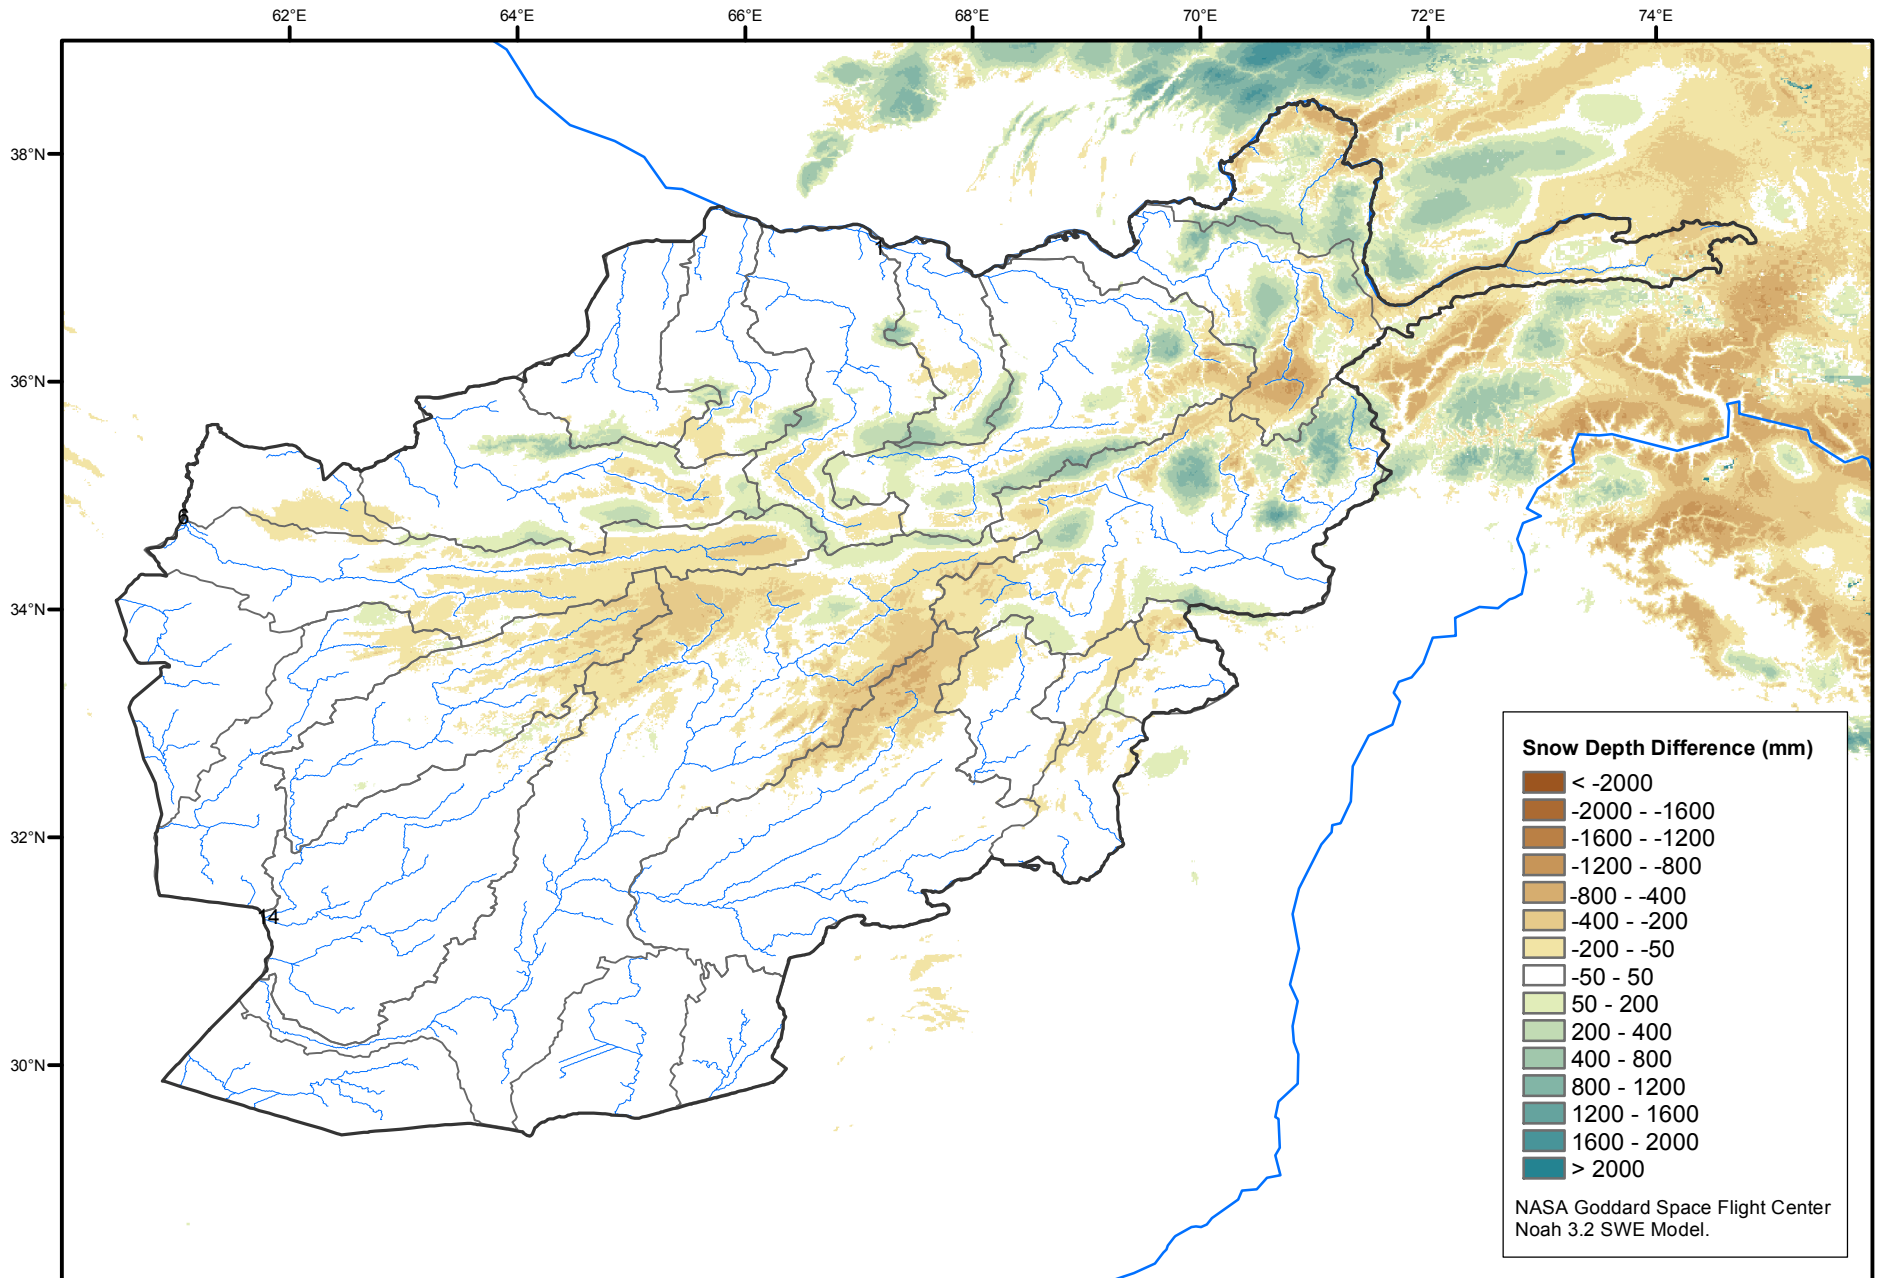 62°E 64°E 66°E 68°E 70°E 72°E 74°E
38°N
1
36°N
6
34°N
32°N
14
30°N
Snow Depth Difference (mm)
< -2000
-2000 - -1600
-1600 - -1200
-1200 - -800
-800 - -400
-400 - -200
-200 - -50
-50 - 50
50 - 200
200 - 400
400 - 800
800 - 1200
1200 - 1600
1600 - 2000
> 2000
NASA Goddard Space Flight Center
Noah 3.2 SWE Model.